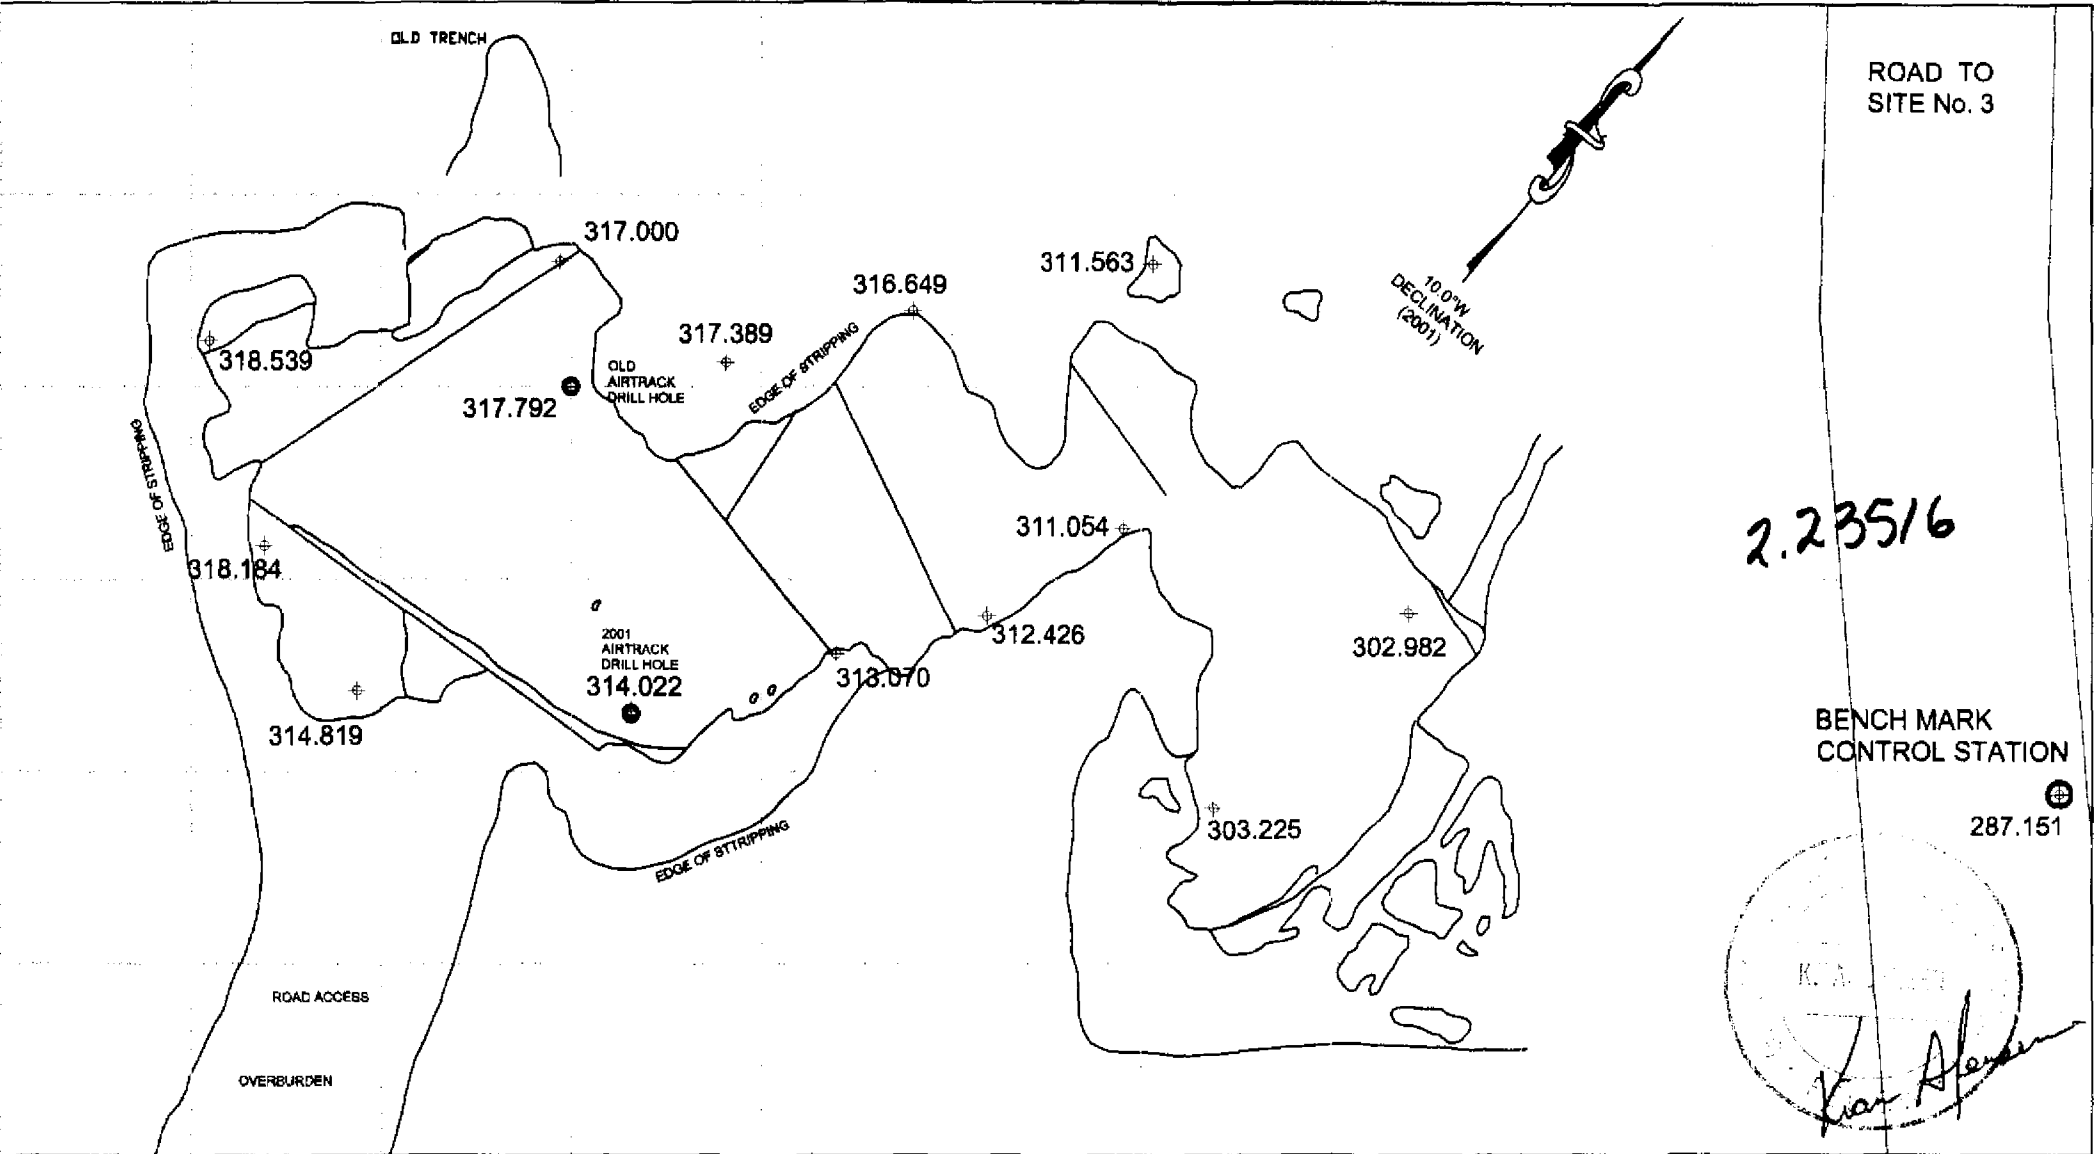 OLD TRENCH
ROAD TO
SITE No. 3
317.000
311.563
316.649
10.0°W
DECLINATION
(2001)
317.389
318.539
EDGE OF STRIPPING
OLD
AIRTRACK
DRILL HOLE
317.792
EDGE OF STRIPPING
311.054
2.23516
318.184
312.426
2001
AIRTRACK
DRILL HOLE
314.022
313.070
302.982
314.819
BENCH MARK
CONTROL STATION
287.151
303.225
EDGE OF STTRIPPING
K. A.
ROAD ACCESS
OVERBURDEN